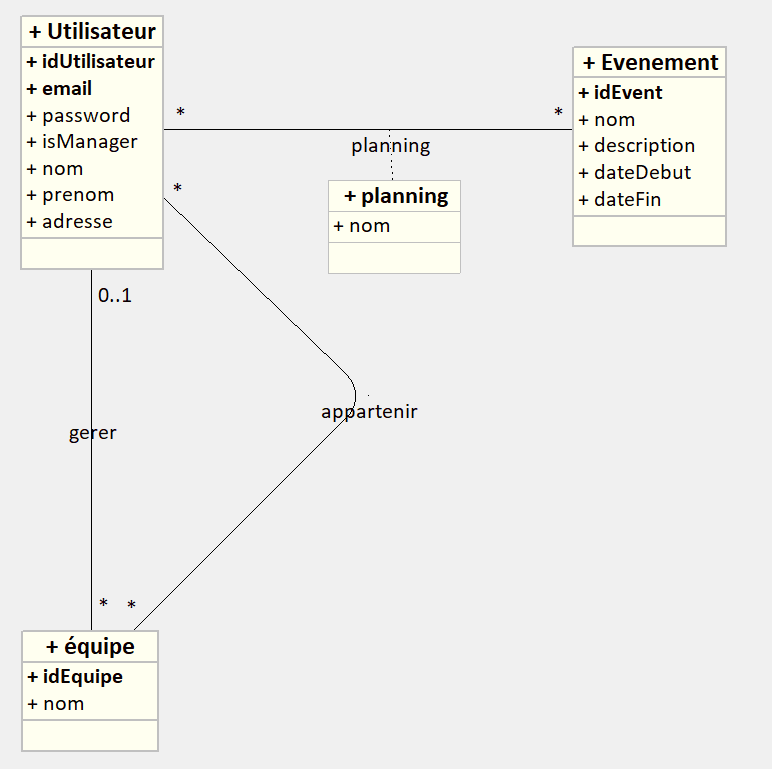 + Utilisateur
+ idUtilisateur
+ email
+ password
+ isManager
+ nom
+ prenom
+ adresse
*
*
planning
+ Evenement
+ idEvent
+ nom
+ description
+ dateDebut
+ dateFin
+ planning
+ nom
*
0..1
appartenir
gerer
*
*
+ équipe
+ idEquipe
+ nom